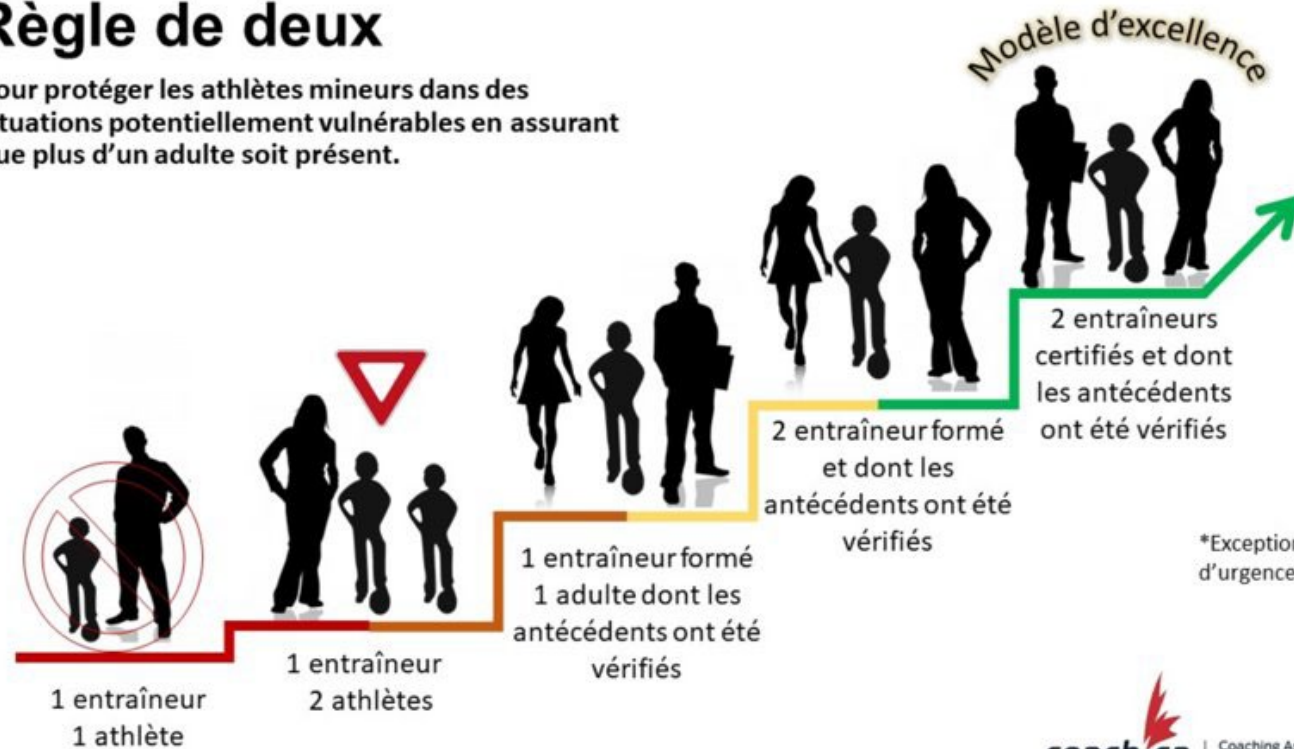 Règle de deux
our protéger les athlètes mineurs dans des
tuations potentiellement vulnérables en assurant
ue plus d'un adulte soit présent.
Modèle d'excellence
2 entraîneurs
certifiés et dont
les antécédents
ont été vérifiés
2 entraîneur formé
et dont les
antécédents ont été
vérifiés
*Exception
d'urgence
1 entraîneur formé
1 adulte dont les
antécédents ont été
vérifiés
1 entraîneur
2 athlètes
1 entraîneur
1 athlète
Coaching A